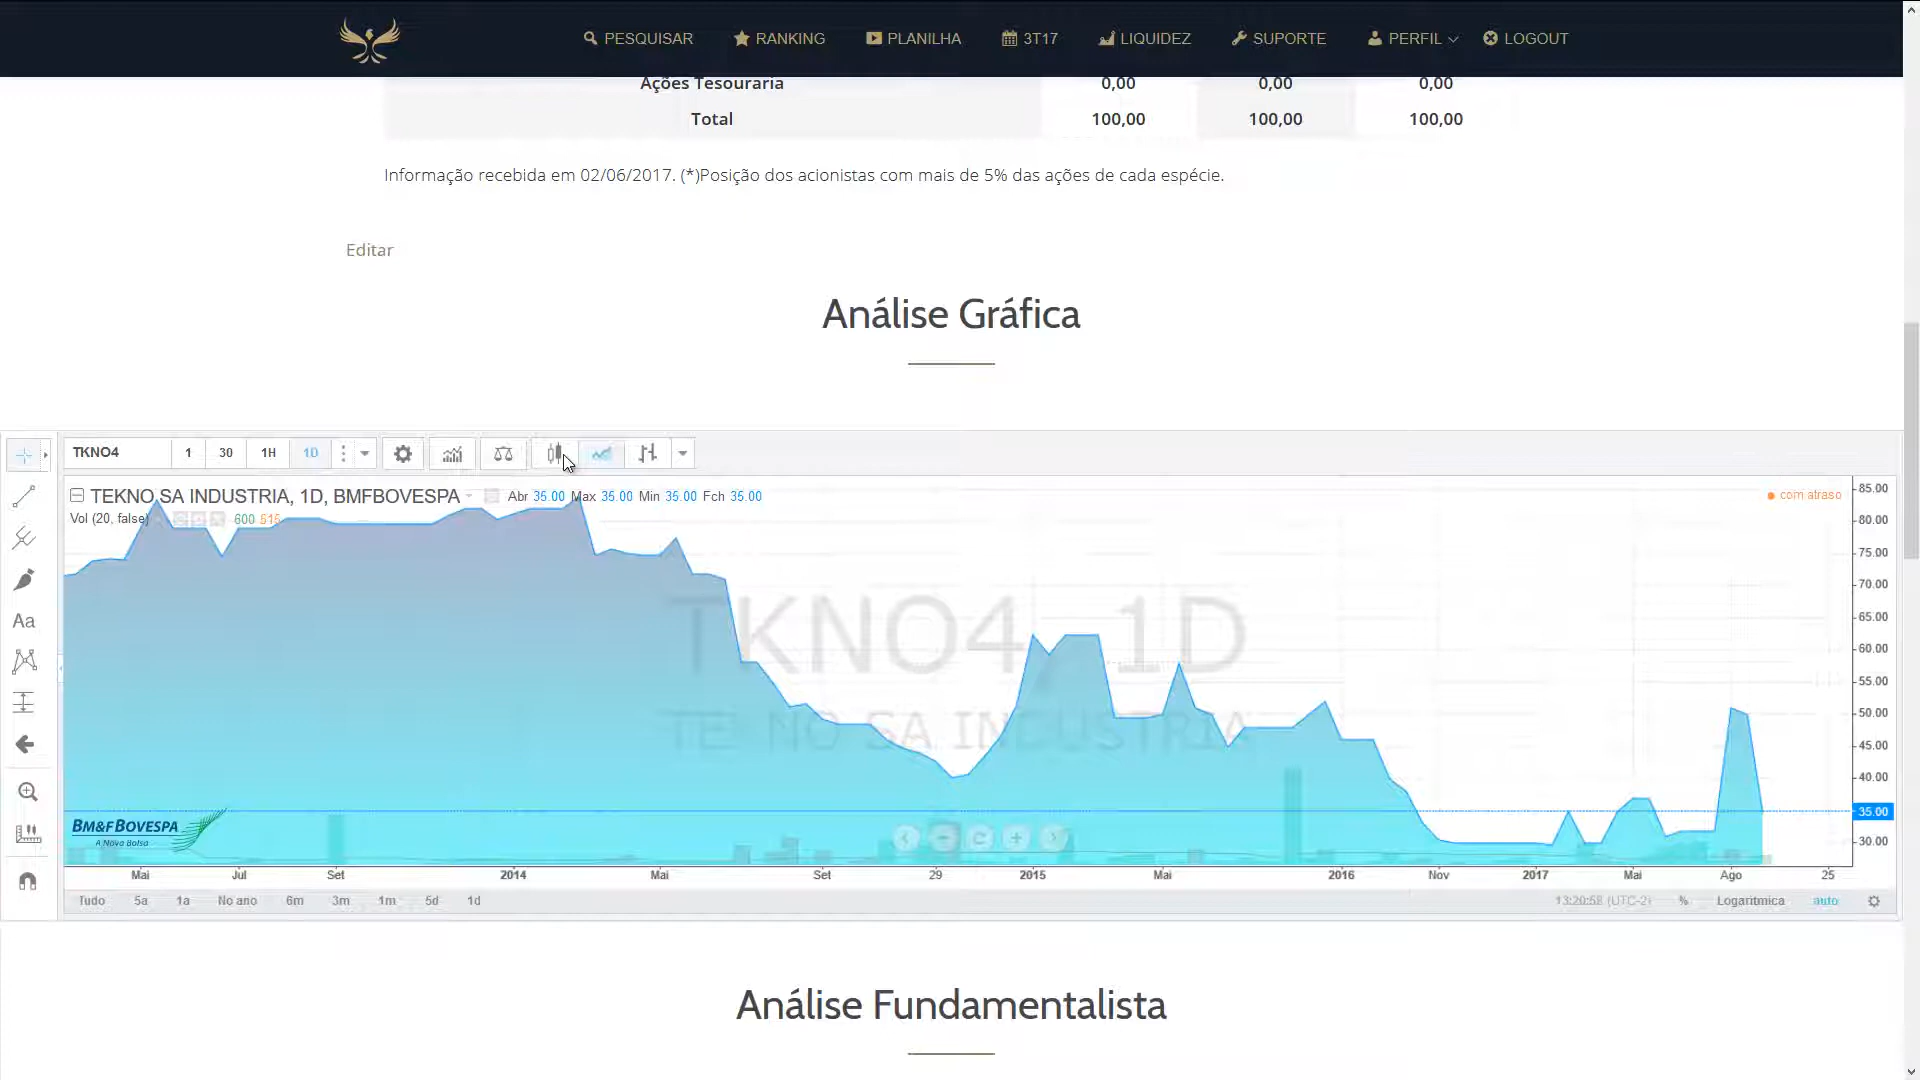 PESQUISAR RANKING PLANILHA 3T17 LIQUIDEZ SUPORTE PERFIL LOGOUT
Ações Tesouraria 0,00 0,00 0,00
Total 100,00 100,00 100,00
Informação recebida em 02/06/2017. (*)Posição dos acionistas com mais de 5% das ações de cada espécie.
Editar
Análise Gráfica
TKNO4 1 30 1H 1D
TEKNO SA INDUSTRIA, 1D, BMFBOVESPA Abr 35.00 Max 35.00 Min 35.00 Fch 35.00
com atraso
Vol (20, false) 600 515
85.00
80.00
75.00
70.00
65.00
60.00
55.00
50.00
45.00
40.00
35.00
30.00
Aa
TKNO4, 1D
TEKNO SA INDUSTRIA
BM&FBOVESPA
A Nova Bolsa
Mai Jul Set 2014 Mai Set 29 2015 Mai 2016 Nov 2017 Mai Ago 25
Tudo 5a 1a No ano 6m 3m 1m 5d 1d 13:20:58 (UTC-2) % Logarítmica auto
Análise Fundamentalista